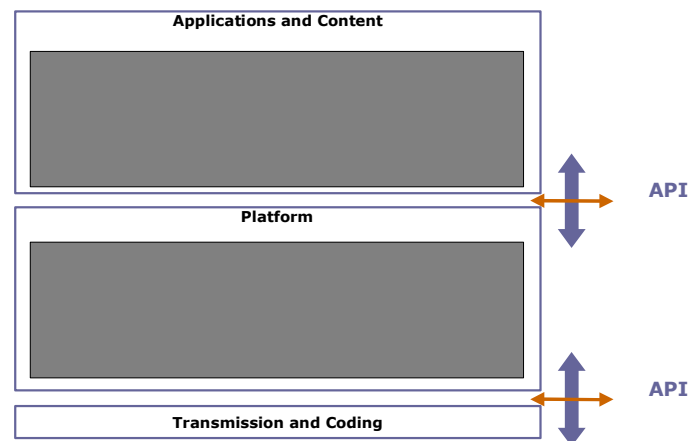 Applications and Content
API
Platform
API
Transmission and Coding